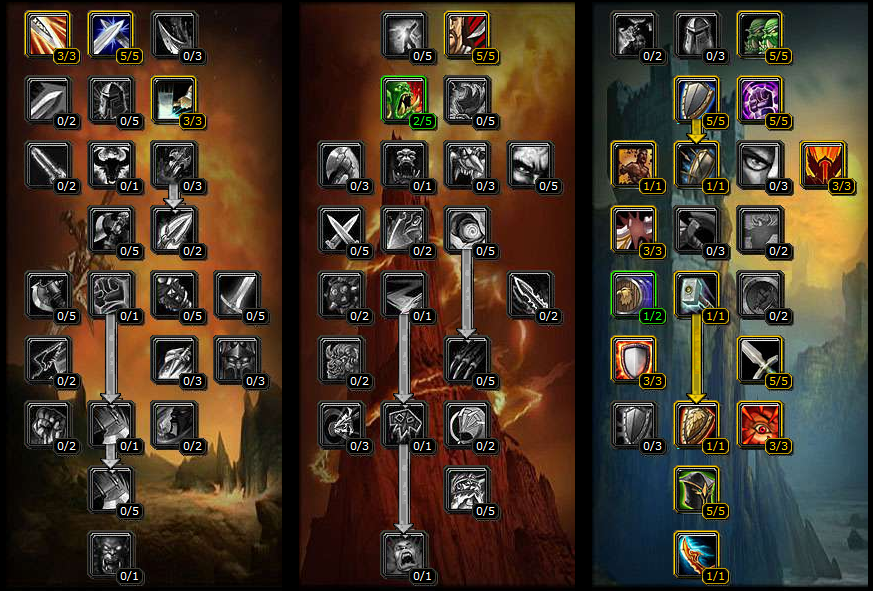 3/3 5/5 0/3 0/5 5/5 0/2 0/3 5/5
0/2 0/5 3/3 2/5 0/5 5/5 5/5
0/2 0/1 0/3 0/3 0/1 0/3 0/5 1/1 1/1 0/3 3/3
0/5 0/2 0/5 0/2 0/5 3/3 0/3 0/2
0/5 0/1 0/5 0/5 0/2 0/1 0/2 1/2 1/1 0/2
0/2 0/3 0/3 0/2 0/5 3/3 5/5
0/2 0/1 0/2 0/3 0/1 0/2 0/3 1/1 3/3
0/5 0/5 5/5
0/1 0/1 1/1